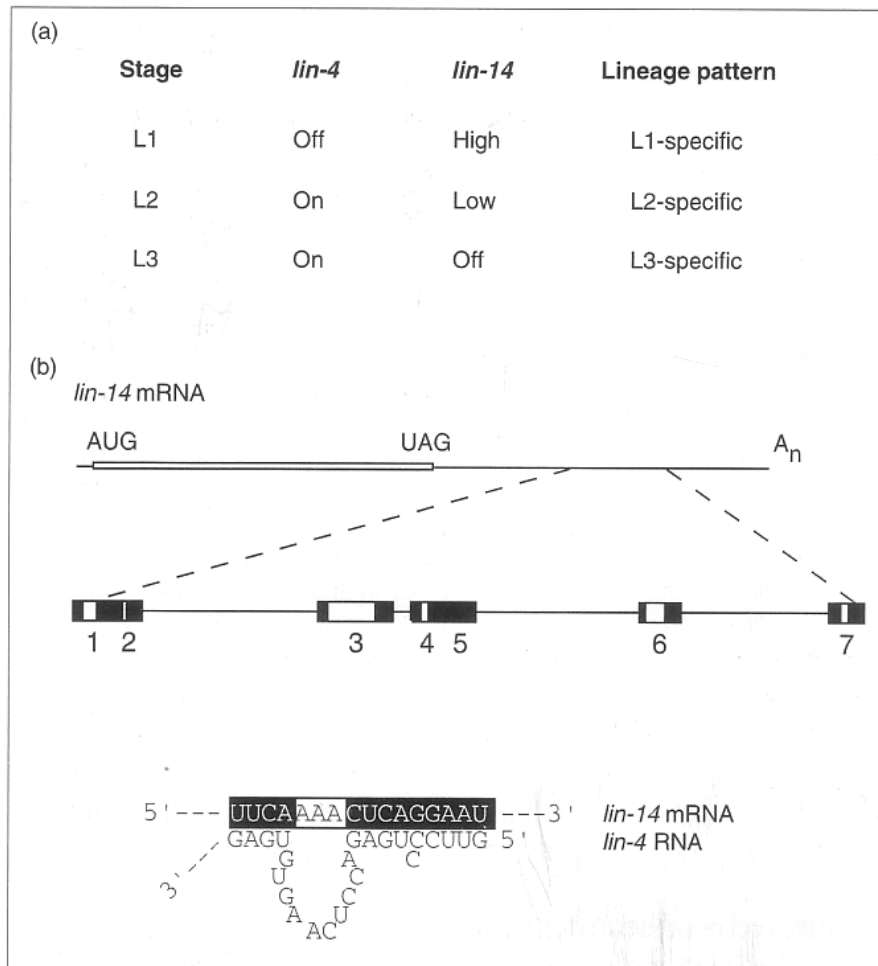 (a)
Stage lin-4 lin-14 Lineage pattern
L1 Off High L1-specific
L2 On Low L2-specific
L3 On Off L3-specific
(b)
lin-14 mRNA
AUG UAG An
1 2 3 4 5 6 7
5' --- UUCA AAA CUCAGGAAU ---3' lin-14 mRNA
GAGU GAGUCCUUG 5' lin-4 RNA
G A C
U C
3' --- G C
A U
A C